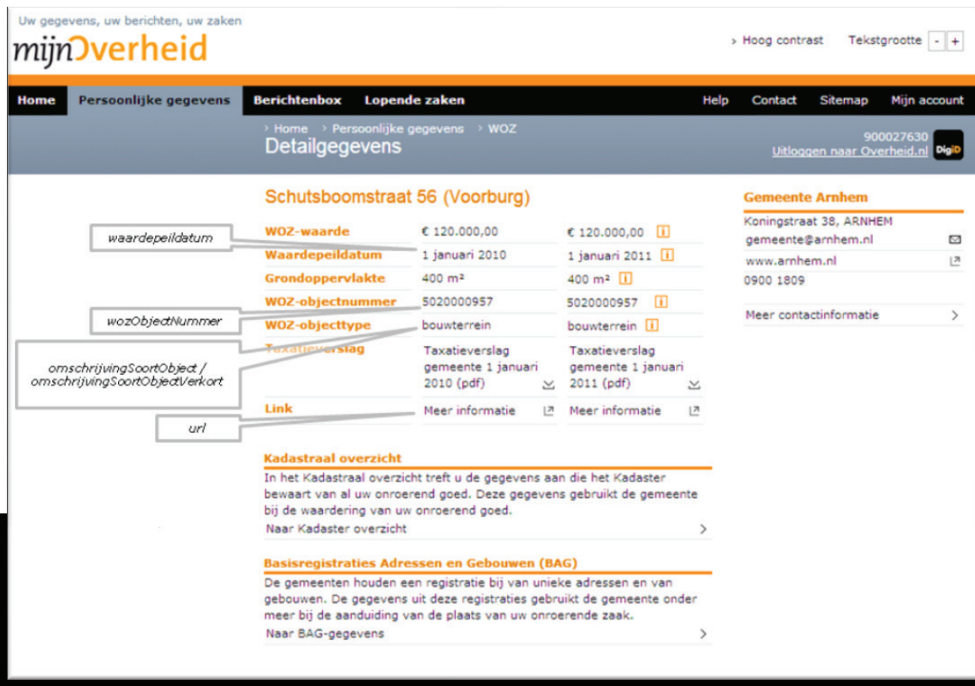 Uw gegevens, uw berichten, uw zaken
mijnOverheid
› Hoog contrast Tekstgrootte - +
Home Persoonlijke gegevens Berichtenbox Lopende zaken Help Contact Sitemap Mijn account
› Home › Persoonlijke gegevens › WOZ
Detailgegevens
900027630
Uitloggen naar Overheid.nl DigiD
Schutsboomstraat 56 (Voorburg)
WOZ-waarde € 120.000,00 € 120.000,00 i
waardepeildatum
Waardepeildatum 1 januari 2010 1 januari 2011 i
Grondoppervlakte 400 m² 400 m² i
WOZ-objectnummer 5020000957 5020000957 i
wozObjectNummer
WOZ-objecttype bouwterrein bouwterrein i
omschrijvingSoortObject /
omschrijvingSoortObjectVerkort
Taxatieverslag Taxatieverslag Taxatieverslag
gemeente 1 januari gemeente 1 januari
2010 (pdf) 2011 (pdf)
Link Meer informatie Meer informatie
url
Gemeente Arnhem
Koningstraat 38, ARNHEM
gemeente@arnhem.nl
www.arnhem.nl
0900 1809
Meer contactinformatie
Kadastraal overzicht
In het Kadastraal overzicht treft u de gegevens aan die het Kadaster
bewaart van al uw onroerend goed. Deze gegevens gebruikt de gemeente
bij de waardering van uw onroerend goed.
Naar Kadaster overzicht
Basisregistraties Adressen en Gebouwen (BAG)
De gemeenten houden een registratie bij van unieke adressen en van
gebouwen. De gegevens uit deze registraties gebruikt de gemeente onder
meer bij de aanduiding van de plaats van uw onroerende zaak.
Naar BAG-gegevens